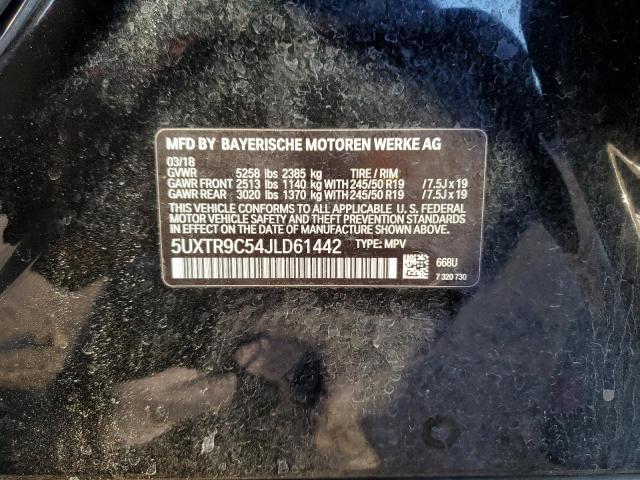 MFD BY BAYERISCHE MOTOREN WERKE AG
03/18
GVWR 5258 lbs 2385 kg TIRE / RIM
GAWR FRONT 2513 lbs 1140 kg WITH 245/50 R19 / 7.5J x 19
GAWR REAR 3020 lbs 1370 kg WITH 245/50 R19 / 7.5J x 19
THIS VEHICLE CONFORMS TO ALL APPLICABLE U. S. FEDERAL
MOTOR VEHICLE SAFETY AND THEFT PREVENTION STANDARDS
IN EFFECT ON THE DATE OF MANUFACTURE SHOWN ABOVE.
5UXTR9C54JLD61442 TYPE: MPV
668U
7 320 730